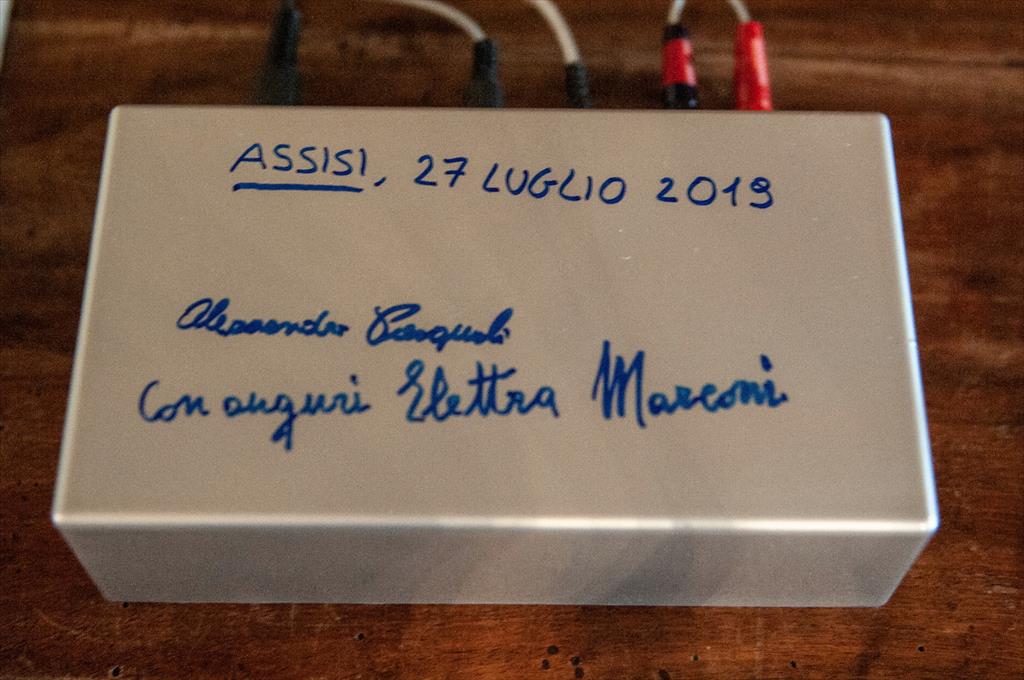 ASSISI, 27 LUGLIO 2019
Alessandro Pasquali
Con auguri Elettra Marconi